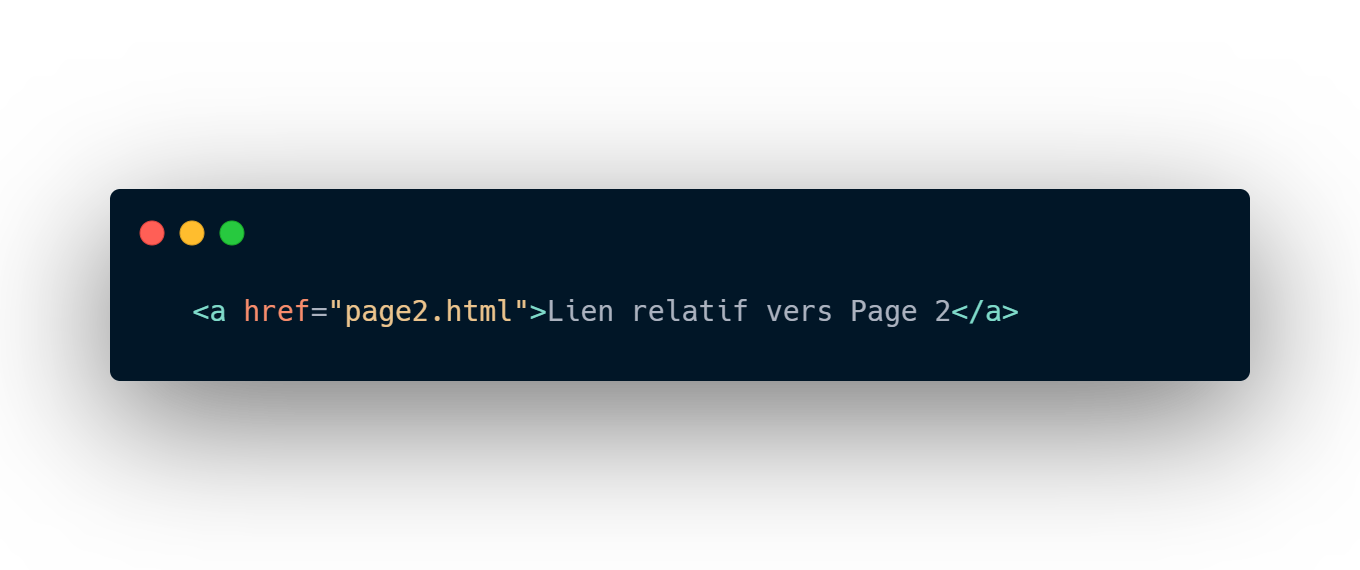 <a href="page2.html">Lien relatif vers Page 2</a>